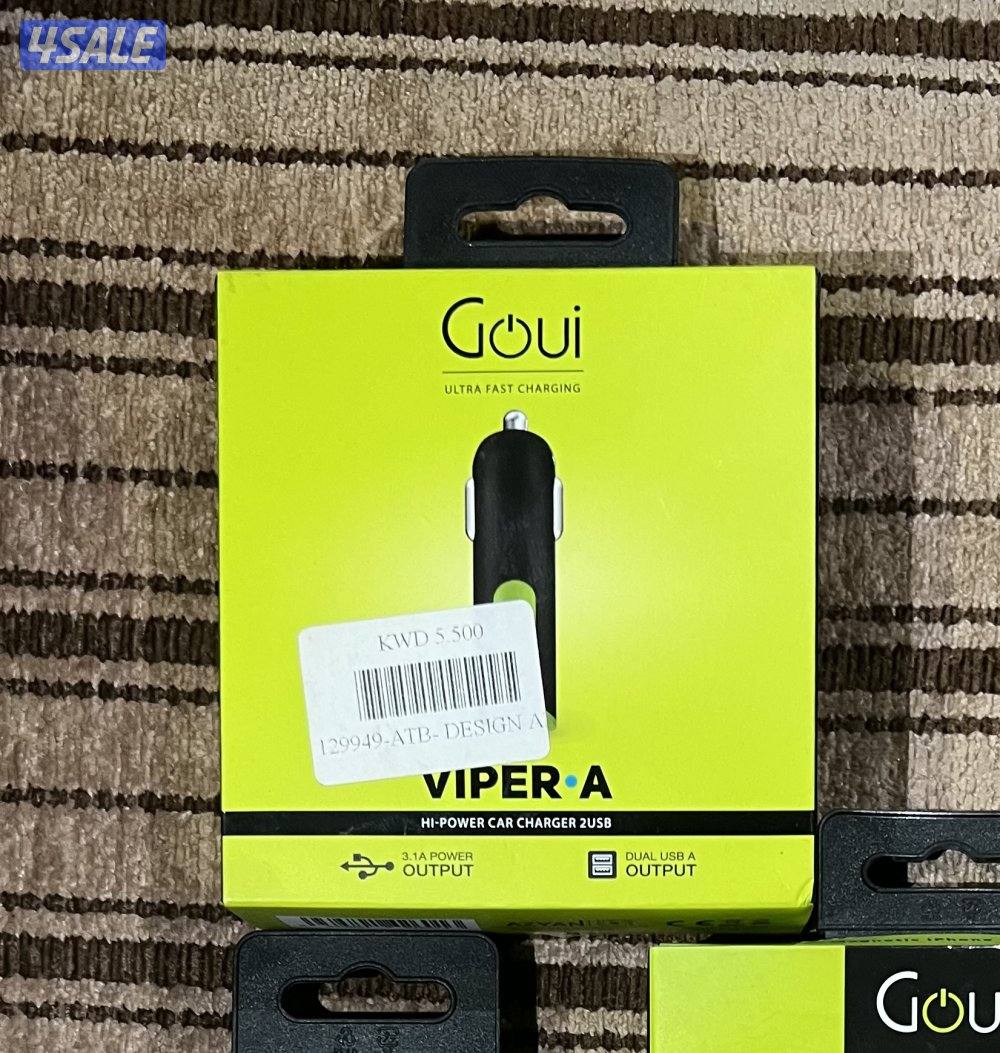 4SALE
Goui
ULTRA FAST CHARGING
KWD 5.500
129949-ATB- DESIGN A
VIPER•A
HI-POWER CAR CHARGER 2USB
3.1A POWER
OUTPUT
DUAL USB A
OUTPUT
iPhone
Goui